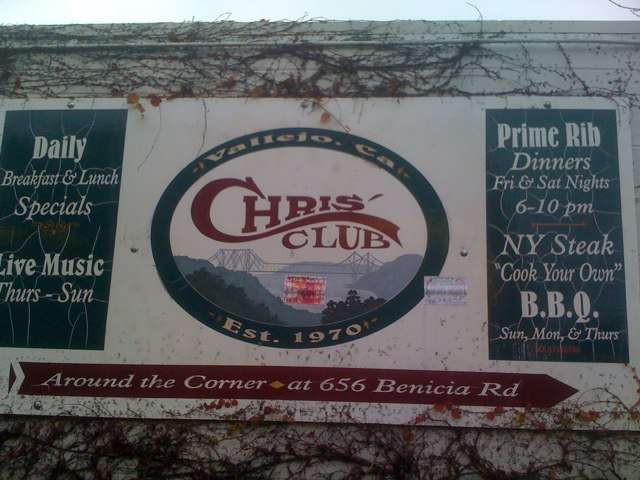 Daily
Breakfast & Lunch
Specials
Live Music
Thurs - Sun
Vallejo, Ca
CHRIS'
CLUB
Est. 1970
Prime Rib
Dinners
Fri & Sat Nights
6-10 pm
NY Steak
"Cook Your Own"
B.B.Q.
Sun, Mon, & Thurs
Around the Corner at 656 Benicia Rd